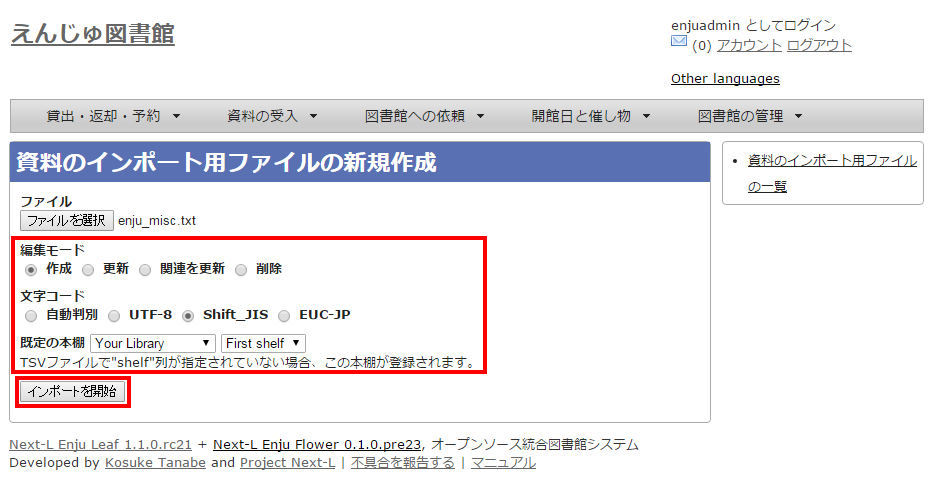 えんじゅ図書館
enjuadmin としてログイン
(0) アカウント ログアウト
Other languages
貸出・返却・予約 ▼ 資料の受入 ▼ 図書館への依頼 ▼ 開館日と催し物 ▼ 図書館の管理 ▼
資料のインポート用ファイルの新規作成
ファイル
ファイルを選択 enju_misc.txt
編集モード
作成 更新 関連を更新 削除
文字コード
自動判別 UTF-8 Shift_JIS EUC-JP
既定の本棚 Your Library First shelf
TSVファイルで"shelf"列が指定されていない場合、この本棚が登録されます。
インポートを開始
資料のインポート用ファイル
の一覧
Next-L Enju Leaf 1.1.0.rc21 + Next-L Enju Flower 0.1.0.pre23, オープンソース統合図書館システム
Developed by Kosuke Tanabe and Project Next-L | 不具合を報告する | マニュアル